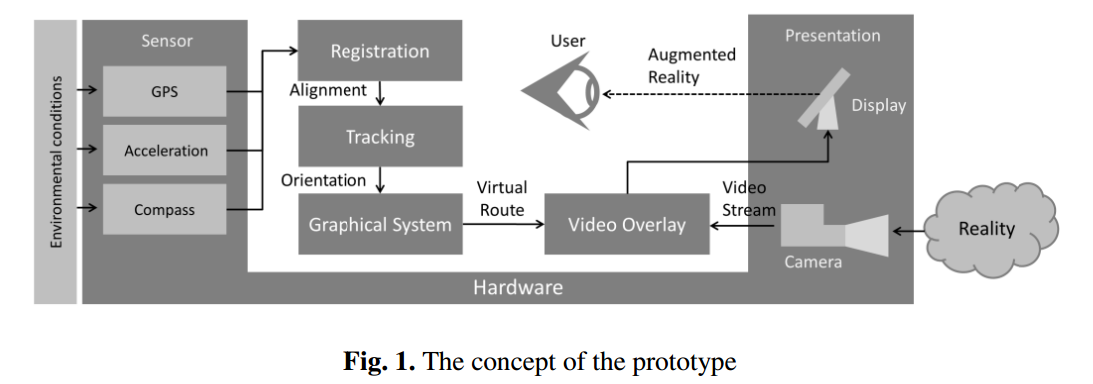 Environmental conditions
Sensor
GPS
Acceleration
Compass
Registration
Alignment
Tracking
Orientation
Graphical System
Virtual
Route
Video Overlay
User
Augmented
Reality
Presentation
Display
Video
Stream
Camera
Reality
Hardware
Fig. 1. The concept of the prototype